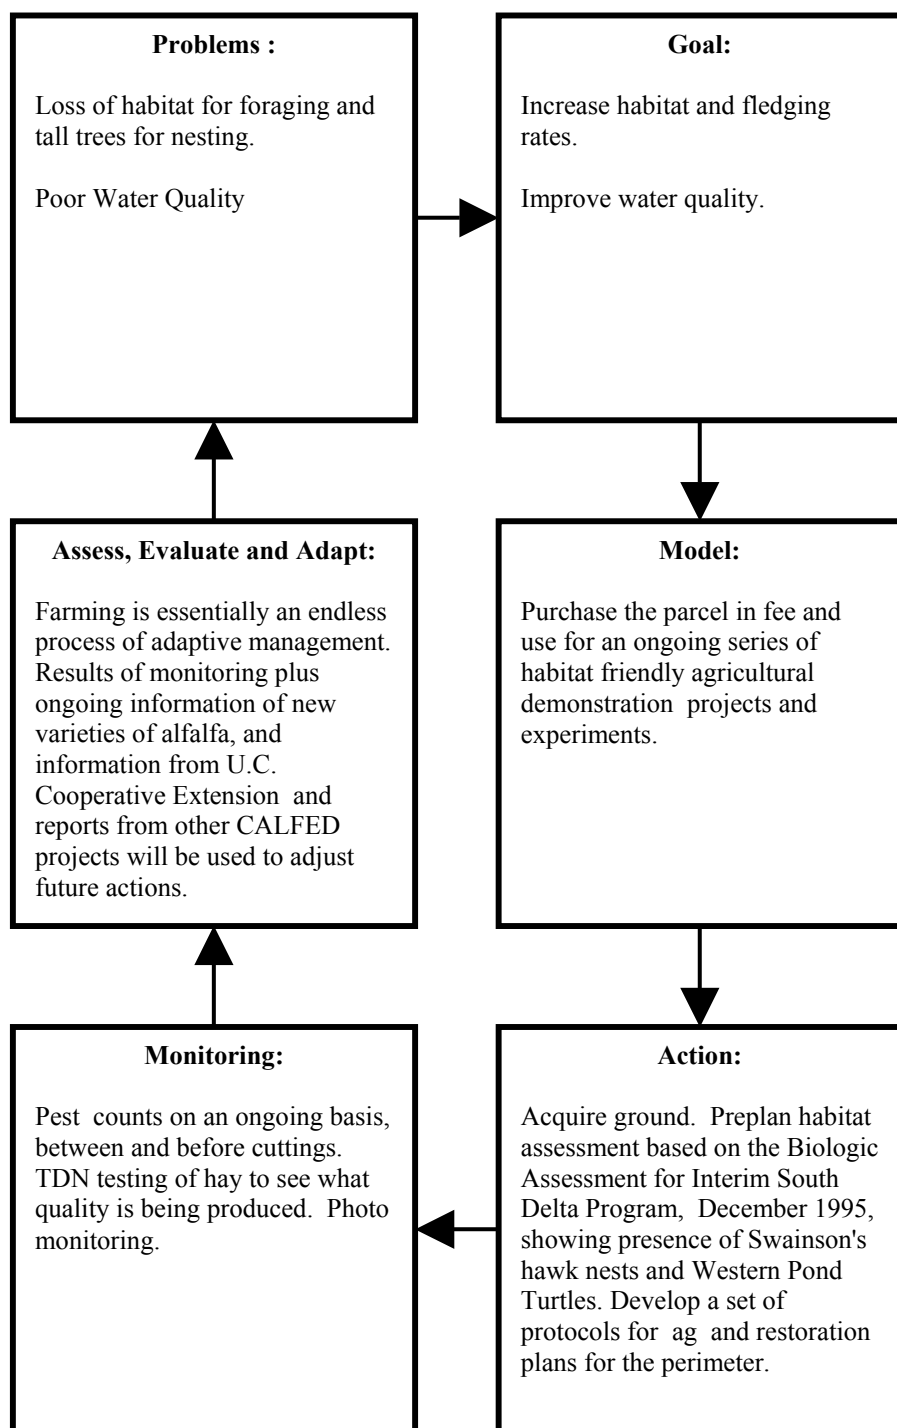 Problems :
Loss of habitat for foraging and
tall trees for nesting.
Poor Water Quality
Goal:
Increase habitat and fledging
rates.
Improve water quality.
Model:
Purchase the parcel in fee and
use for an ongoing series of
habitat friendly agricultural
demonstration projects and
experiments.
Action:
Acquire ground. Preplan habitat
assessment based on the Biologic
Assessment for Interim South
Delta Program, December 1995,
showing presence of Swainson's
hawk nests and Western Pond
Turtles. Develop a set of
protocols for ag and restoration
plans for the perimeter.
Monitoring:
Pest counts on an ongoing basis,
between and before cuttings.
TDN testing of hay to see what
quality is being produced. Photo
monitoring.
Assess, Evaluate and Adapt:
Farming is essentially an endless
process of adaptive management.
Results of monitoring plus
ongoing information of new
varieties of alfalfa, and
information from U.C.
Cooperative Extension and
reports from other CALFED
projects will be used to adjust
future actions.